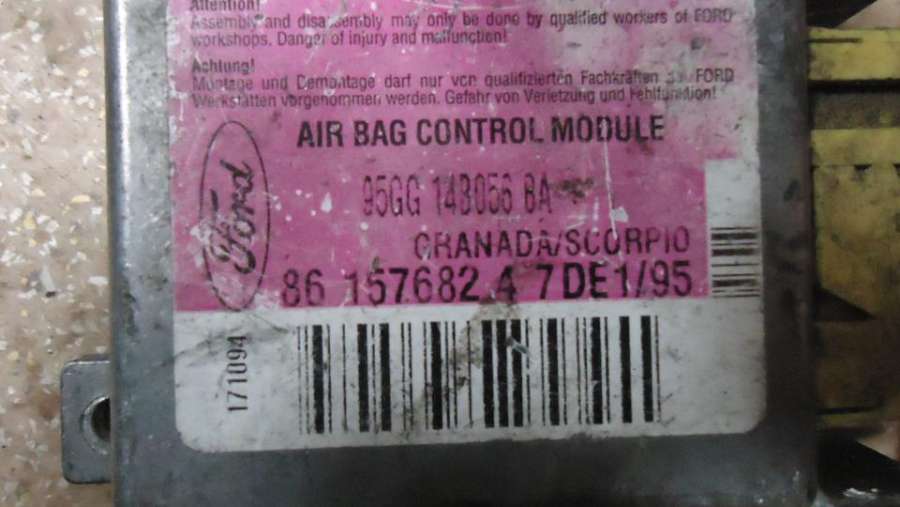 Attention!
Assembly and disassembly may only be done by qualified workers of FORD
workshops. Danger of injury and malfunction!
Achtung!
Montage und Demontage darf nur von qualifizierten Fachkräften der FORD
Werkstätten vorgenommen werden. Gefahr von Verletzung und Fehlfunktion!
AIR BAG CONTROL MODULE
Ford
95GG 14B056 BA
GRANADA/SCORPIO
86 157682 4 7DE1/95
171094